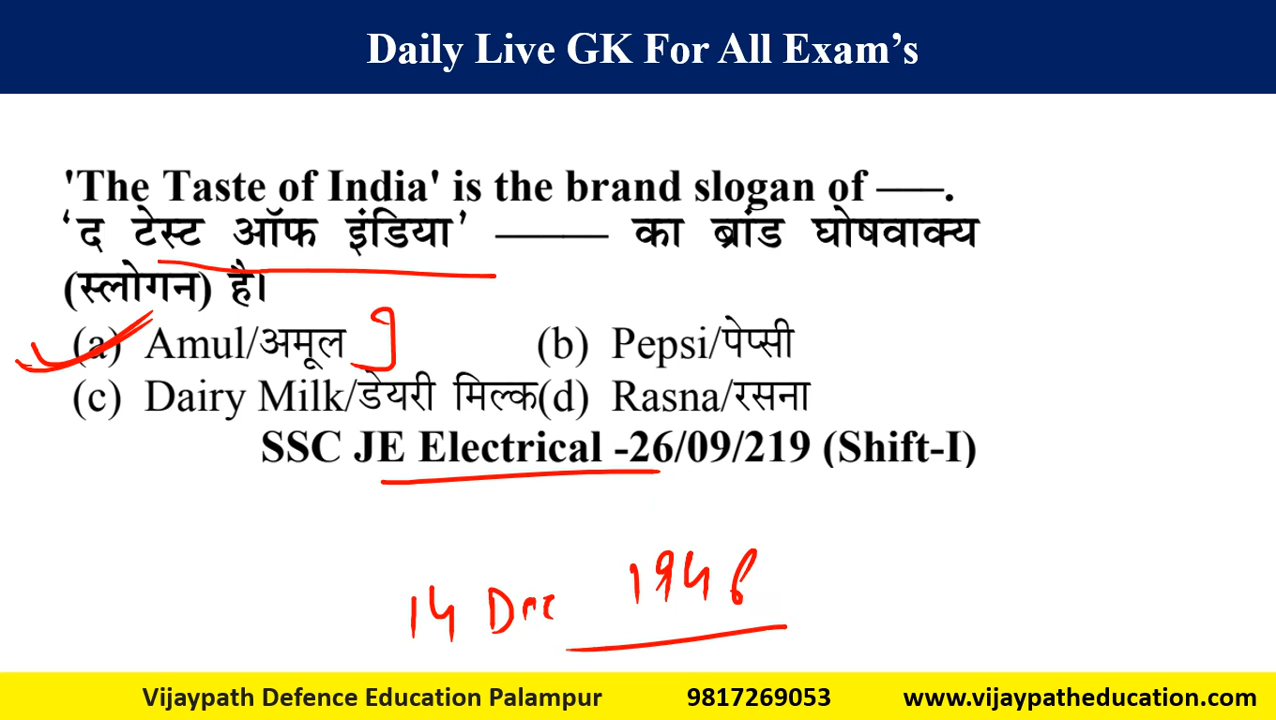 Daily Live GK For All Exam’s
'The Taste of India' is the brand slogan of ——.
‘द टेस्ट ऑफ इंडिया’ ——— का ब्रांड घोषवाक्य
(स्लोगन) है।
(a) Amul/अमूल (b) Pepsi/पेप्सी
(c) Dairy Milk/डेयरी मिल्क(d) Rasna/रसना
SSC JE Electrical -26/09/219 (Shift-I)
14 Dec 1946
Vijaypath Defence Education Palampur 9817269053 www.vijaypatheducation.com